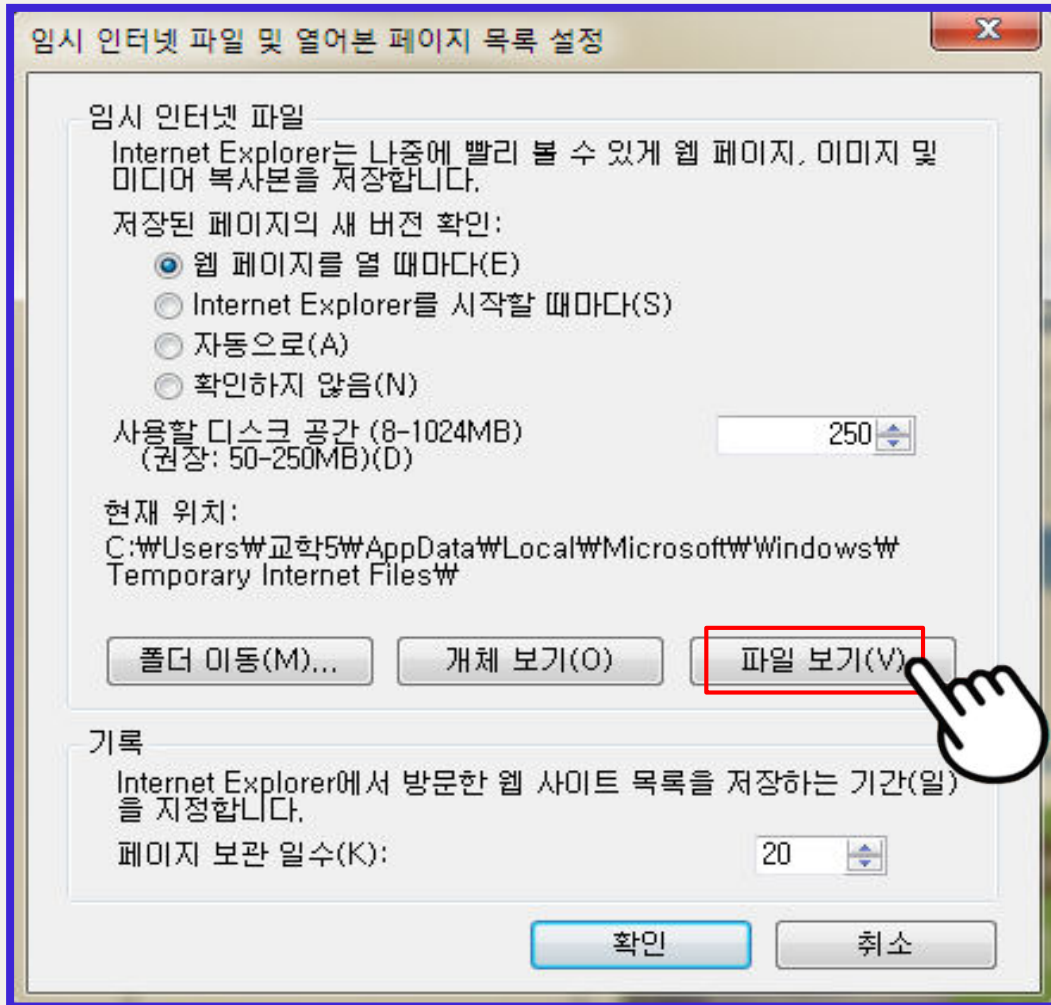 임시 인터넷 파일 및 열어본 페이지 목록 설정
임시 인터넷 파일
Internet Explorer는 나중에 빨리 볼 수 있게 웹 페이지, 이미지 및
미디어 복사본을 저장합니다.
저장된 페이지의 새 버전 확인:
웹 페이지를 열 때마다(E)
Internet Explorer를 시작할 때마다(S)
자동으로(A)
확인하지 않음(N)
사용할 디스크 공간 (8-1024MB)
(권장: 50-250MB)(D)
250
현재 위치:
C:₩Users₩교학5₩AppData₩Local₩Microsoft₩Windows₩
Temporary Internet Files₩
폴더 이동(M)... 개체 보기(O) 파일 보기(V)
기록
Internet Explorer에서 방문한 웹 사이트 목록을 저장하는 기간(일)
을 지정합니다.
페이지 보관 일수(K): 20
확인 취소